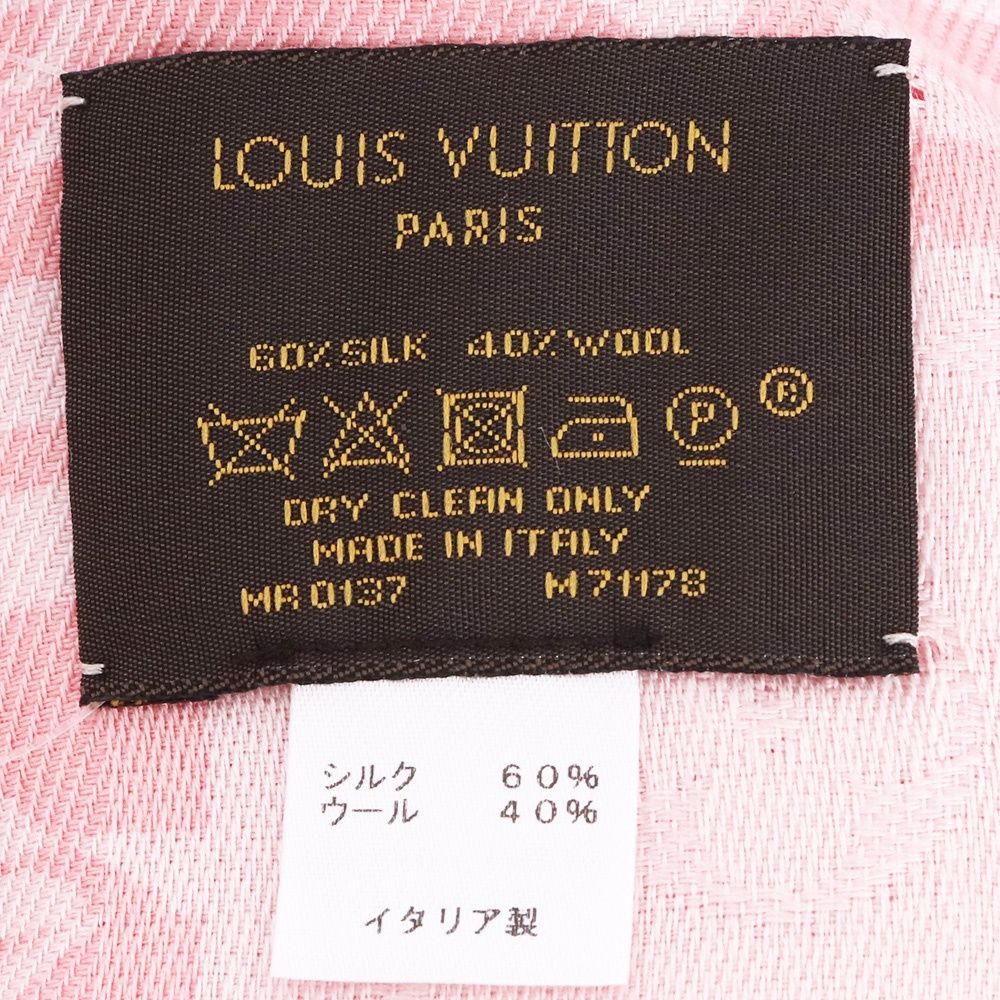 LOUIS VUITTON
PARIS
60% SILK 40% WOOL
P
®
DRY CLEAN ONLY
MADE IN ITALY
MR0137 M71178
シルク 60%
ウール 40%
イタリア製